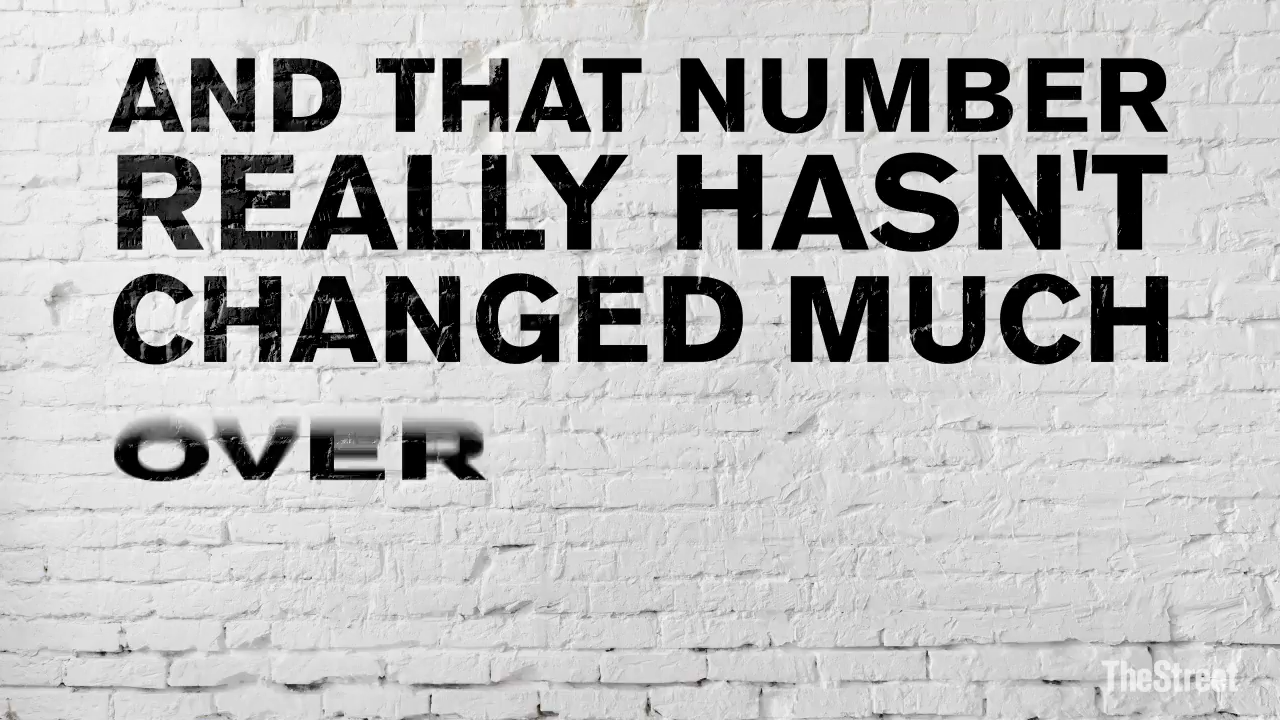 AND THAT NUMBER
REALLY HASN'T
CHANGED MUCH
OVER
TheStreet